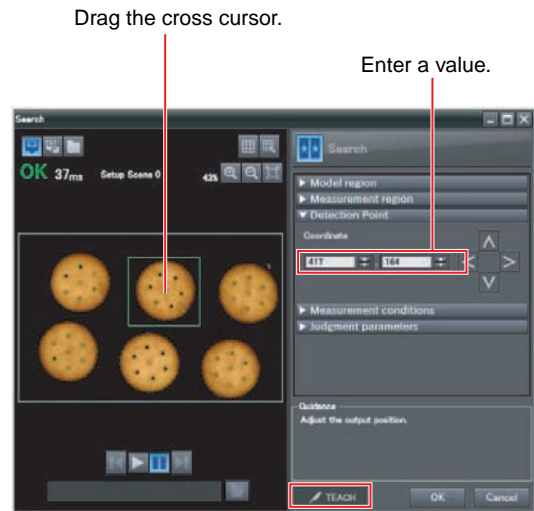 Drag the cross cursor.
Enter a value.
Search
Search
OK 37ms Setup Scene 0 42%
▶ Model region
▶ Measurement region
▼ Detection Point
Coordinate
417 , 164
▶ Measurement conditions
▶ Judgment parameters
Guidance
Adjust the output position.
TEACH OK Cancel